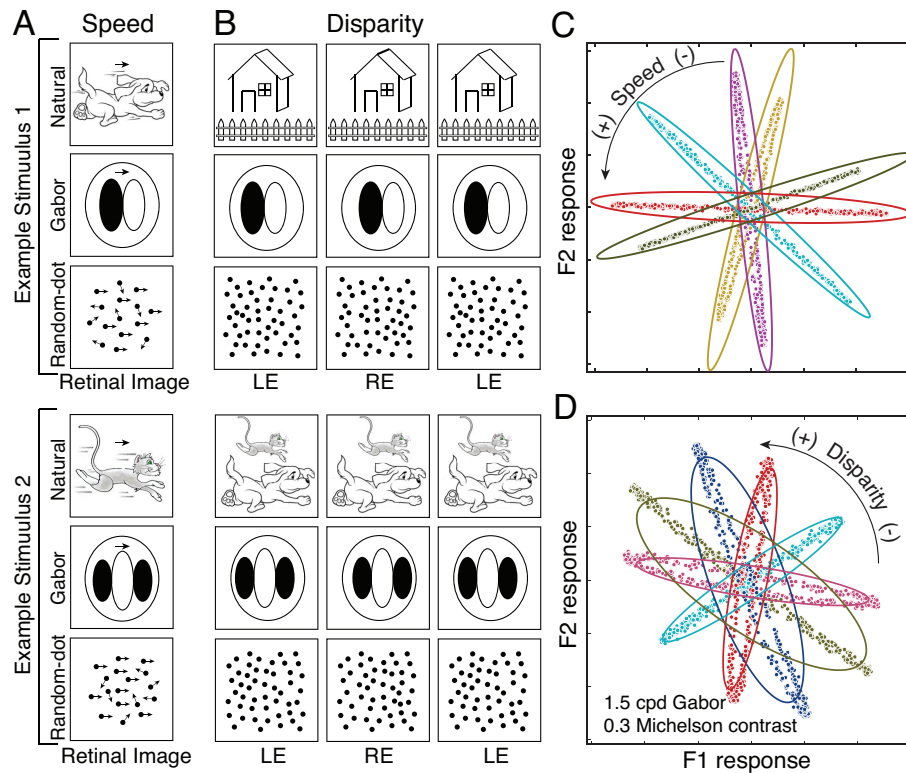 A
Speed
B
Disparity
C
Example Stimuulus 1
Natural
Gabor
Random-dot
Retinal Image
LE
RE
LE
(+) Speed (-)
F2 response
Example Stimulus 2
Natural
Gabor
Random-dot
Retinal Image
LE
RE
LE
D
(+) Disparity (-)
F2 response
1.5 cpd Gabor
0.3 Michelson contrast
F1 response